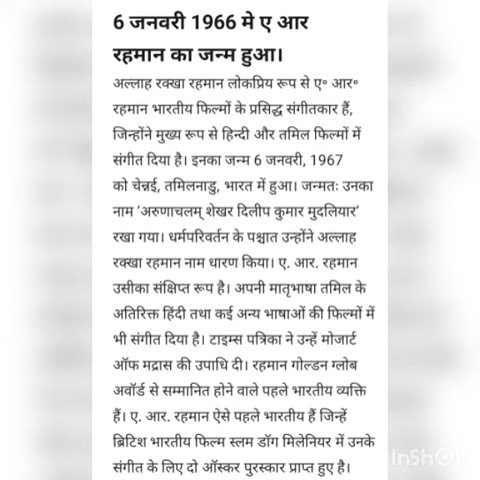 6 जनवरी 1966 मे ए आर
रहमान का जन्म हुआ।
अल्लाह रक्खा रहमान लोकप्रिय रूप से ए॰ आर॰
रहमान भारतीय फिल्मों के प्रसिद्ध संगीतकार हैं,
जिन्होंने मुख्य रूप से हिन्दी और तमिल फिल्मों में
संगीत दिया है। इनका जन्म 6 जनवरी, 1967
को चेन्नई, तमिलनाडु, भारत में हुआ। जन्मतः उनका
नाम 'अरुणाचलम् शेखर दिलीप कुमार मुदलियार'
रखा गया। धर्मपरिवर्तन के पश्चात उन्होंने अल्लाह
रक्खा रहमान नाम धारण किया। ए. आर. रहमान
उसीका संक्षिप्त रूप है। अपनी मातृभाषा तमिल के
अतिरिक्त हिंदी तथा कई अन्य भाषाओं की फिल्मों में
भी संगीत दिया है। टाइम्स पत्रिका ने उन्हें मोजार्ट
ऑफ मद्रास की उपाधि दी। रहमान गोल्डन ग्लोब
अवॉर्ड से सम्मानित होने वाले पहले भारतीय व्यक्ति
हैं। ए. आर. रहमान ऐसे पहले भारतीय हैं जिन्हें
ब्रिटिश भारतीय फिल्म स्लम डॉग मिलेनियर में उनके
संगीत के लिए दो ऑस्कर पुरस्कार प्राप्त हुए है।
InShOt